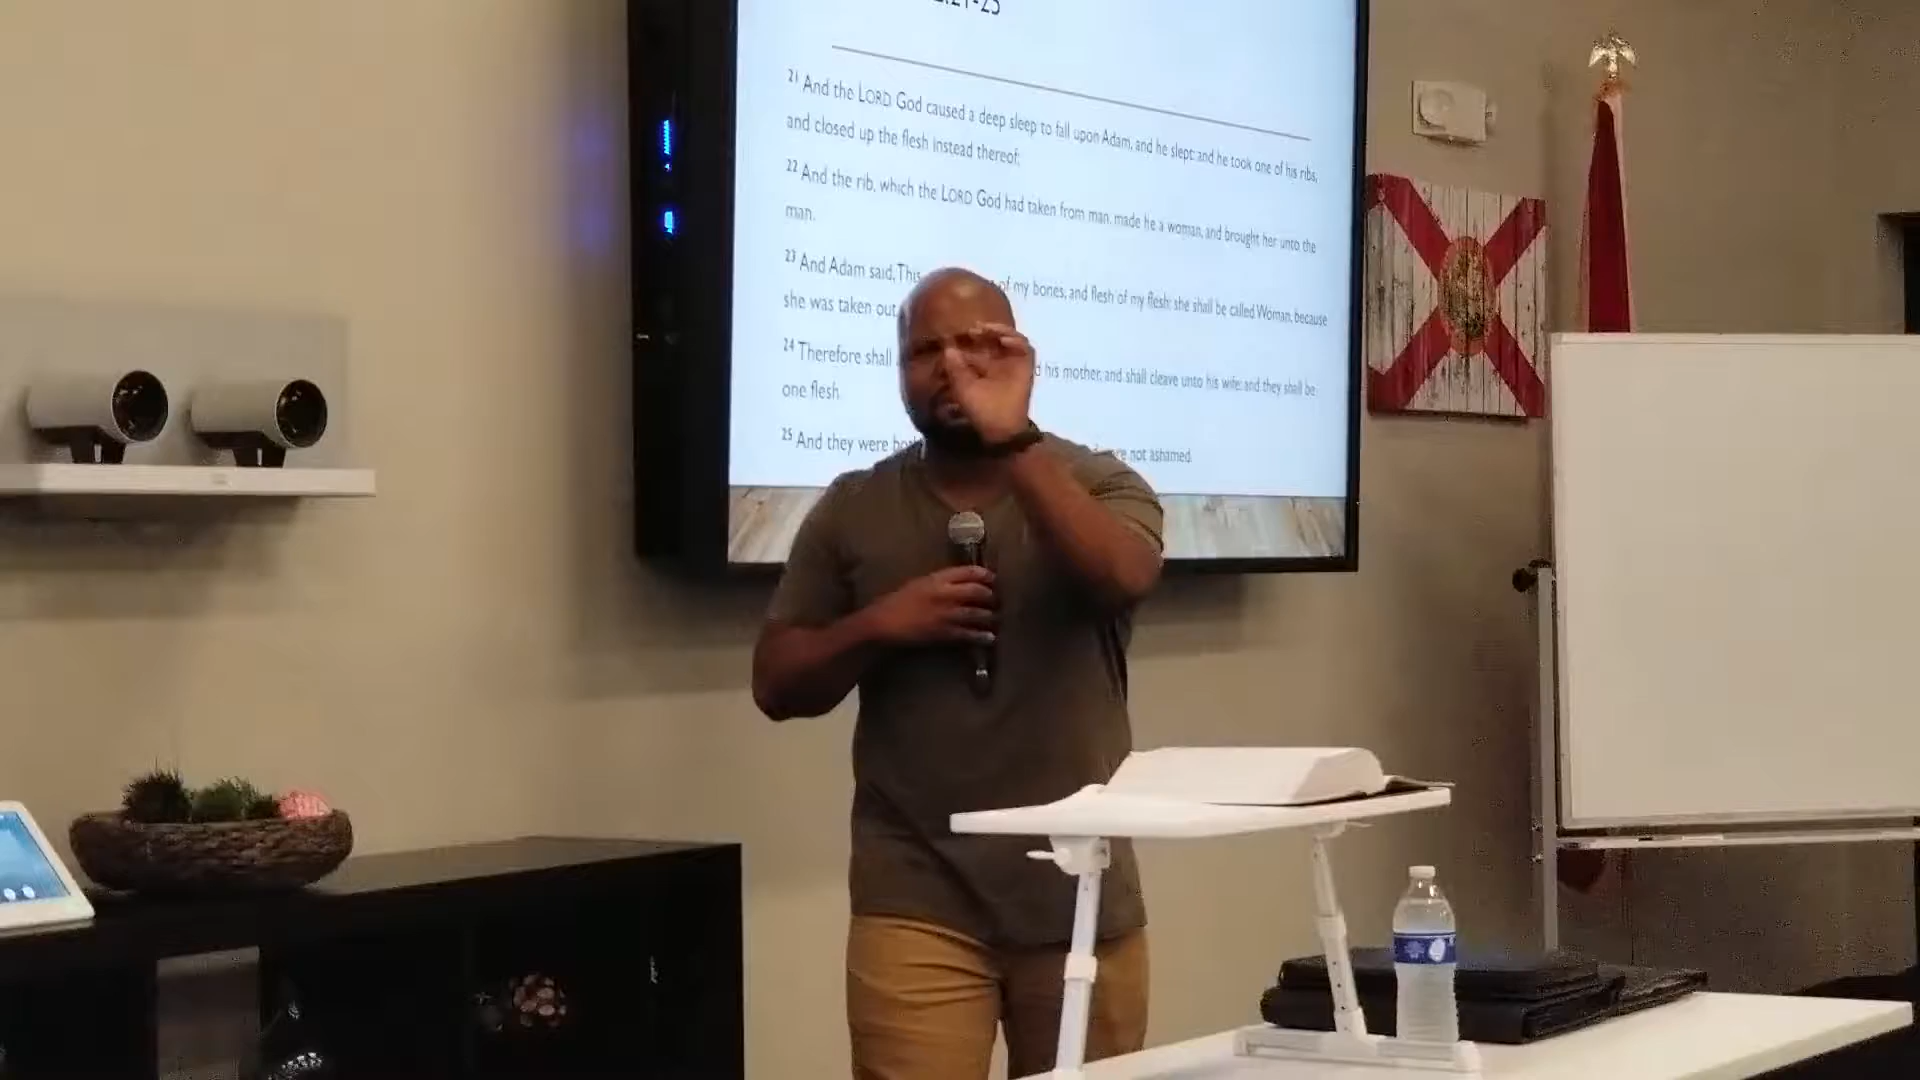 2:21-25
21 And the LORD God caused a deep sleep to fall upon Adam, and he slept: and he took one of his ribs,
and closed up the flesh instead thereof;
22 And the rib, which the LORD God had taken from man, made he a woman, and brought her unto the
man.
23 And Adam said, This of my bones, and flesh of my flesh: she shall be called Woman, because
she was taken out
24 Therefore shall his mother, and shall cleave unto his wife: and they shall be
one flesh.
25 And they were both not ashamed.